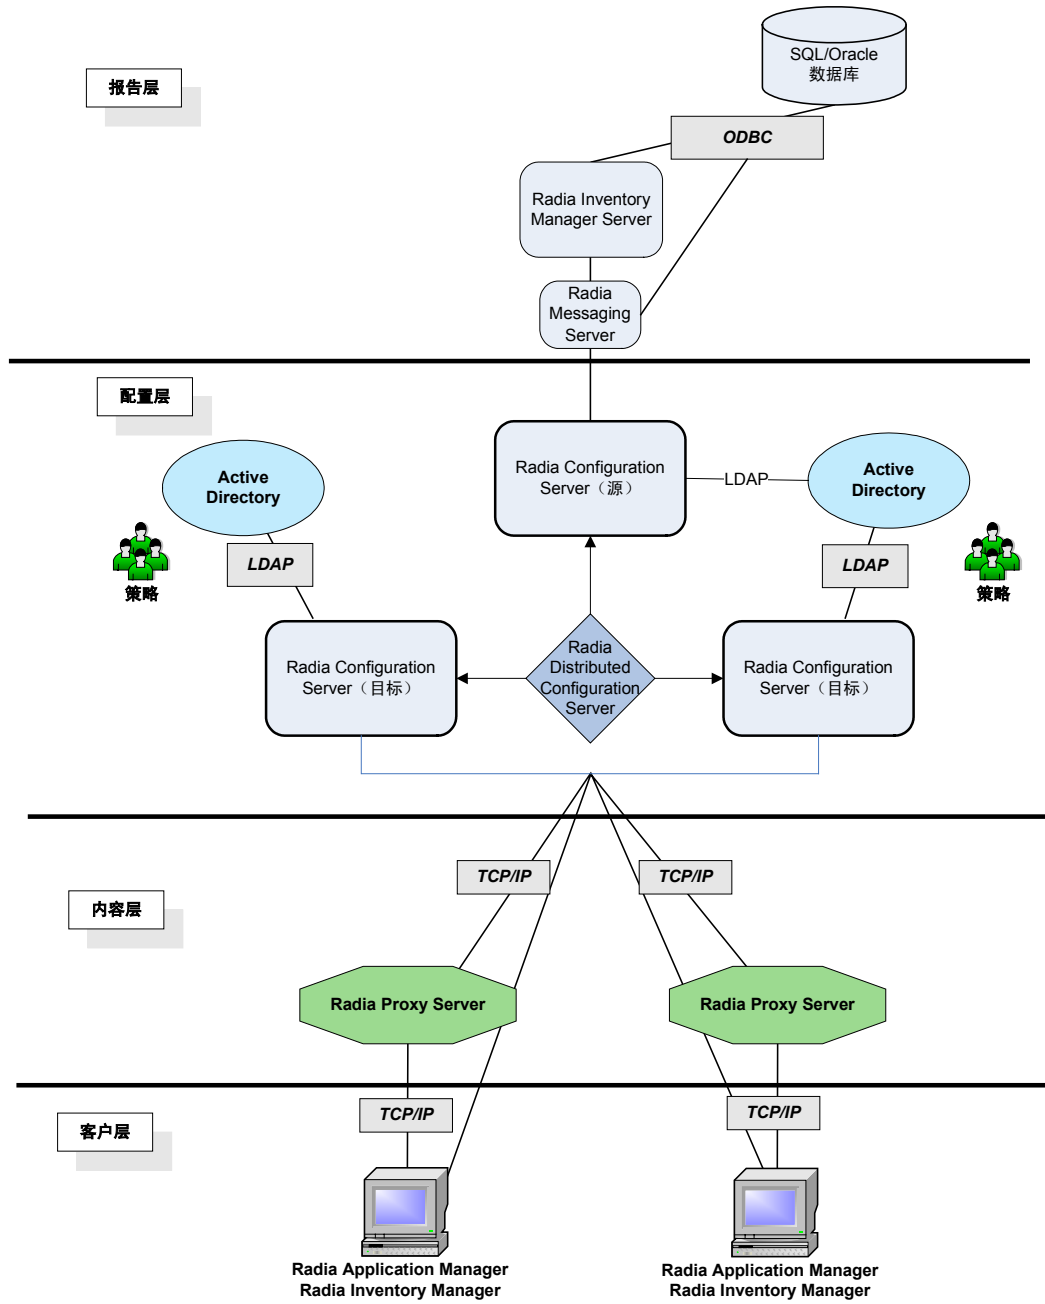 SQL/Oracle
数据库
报告层
ODBC
Radia Inventory
Manager Server
Radia
Messaging
Server
配置层
Radia Configuration
Server（源）
LDAP
Active
Directory
Active
Directory
LDAP
LDAP
策略
策略
Radia Configuration
Server（目标）
Radia
Distributed
Configuration
Server
Radia Configuration
Server（目标）
TCP/IP
TCP/IP
内容层
Radia Proxy Server
Radia Proxy Server
TCP/IP
TCP/IP
客户层
Radia Application Manager
Radia Inventory Manager
Radia Application Manager
Radia Inventory Manager